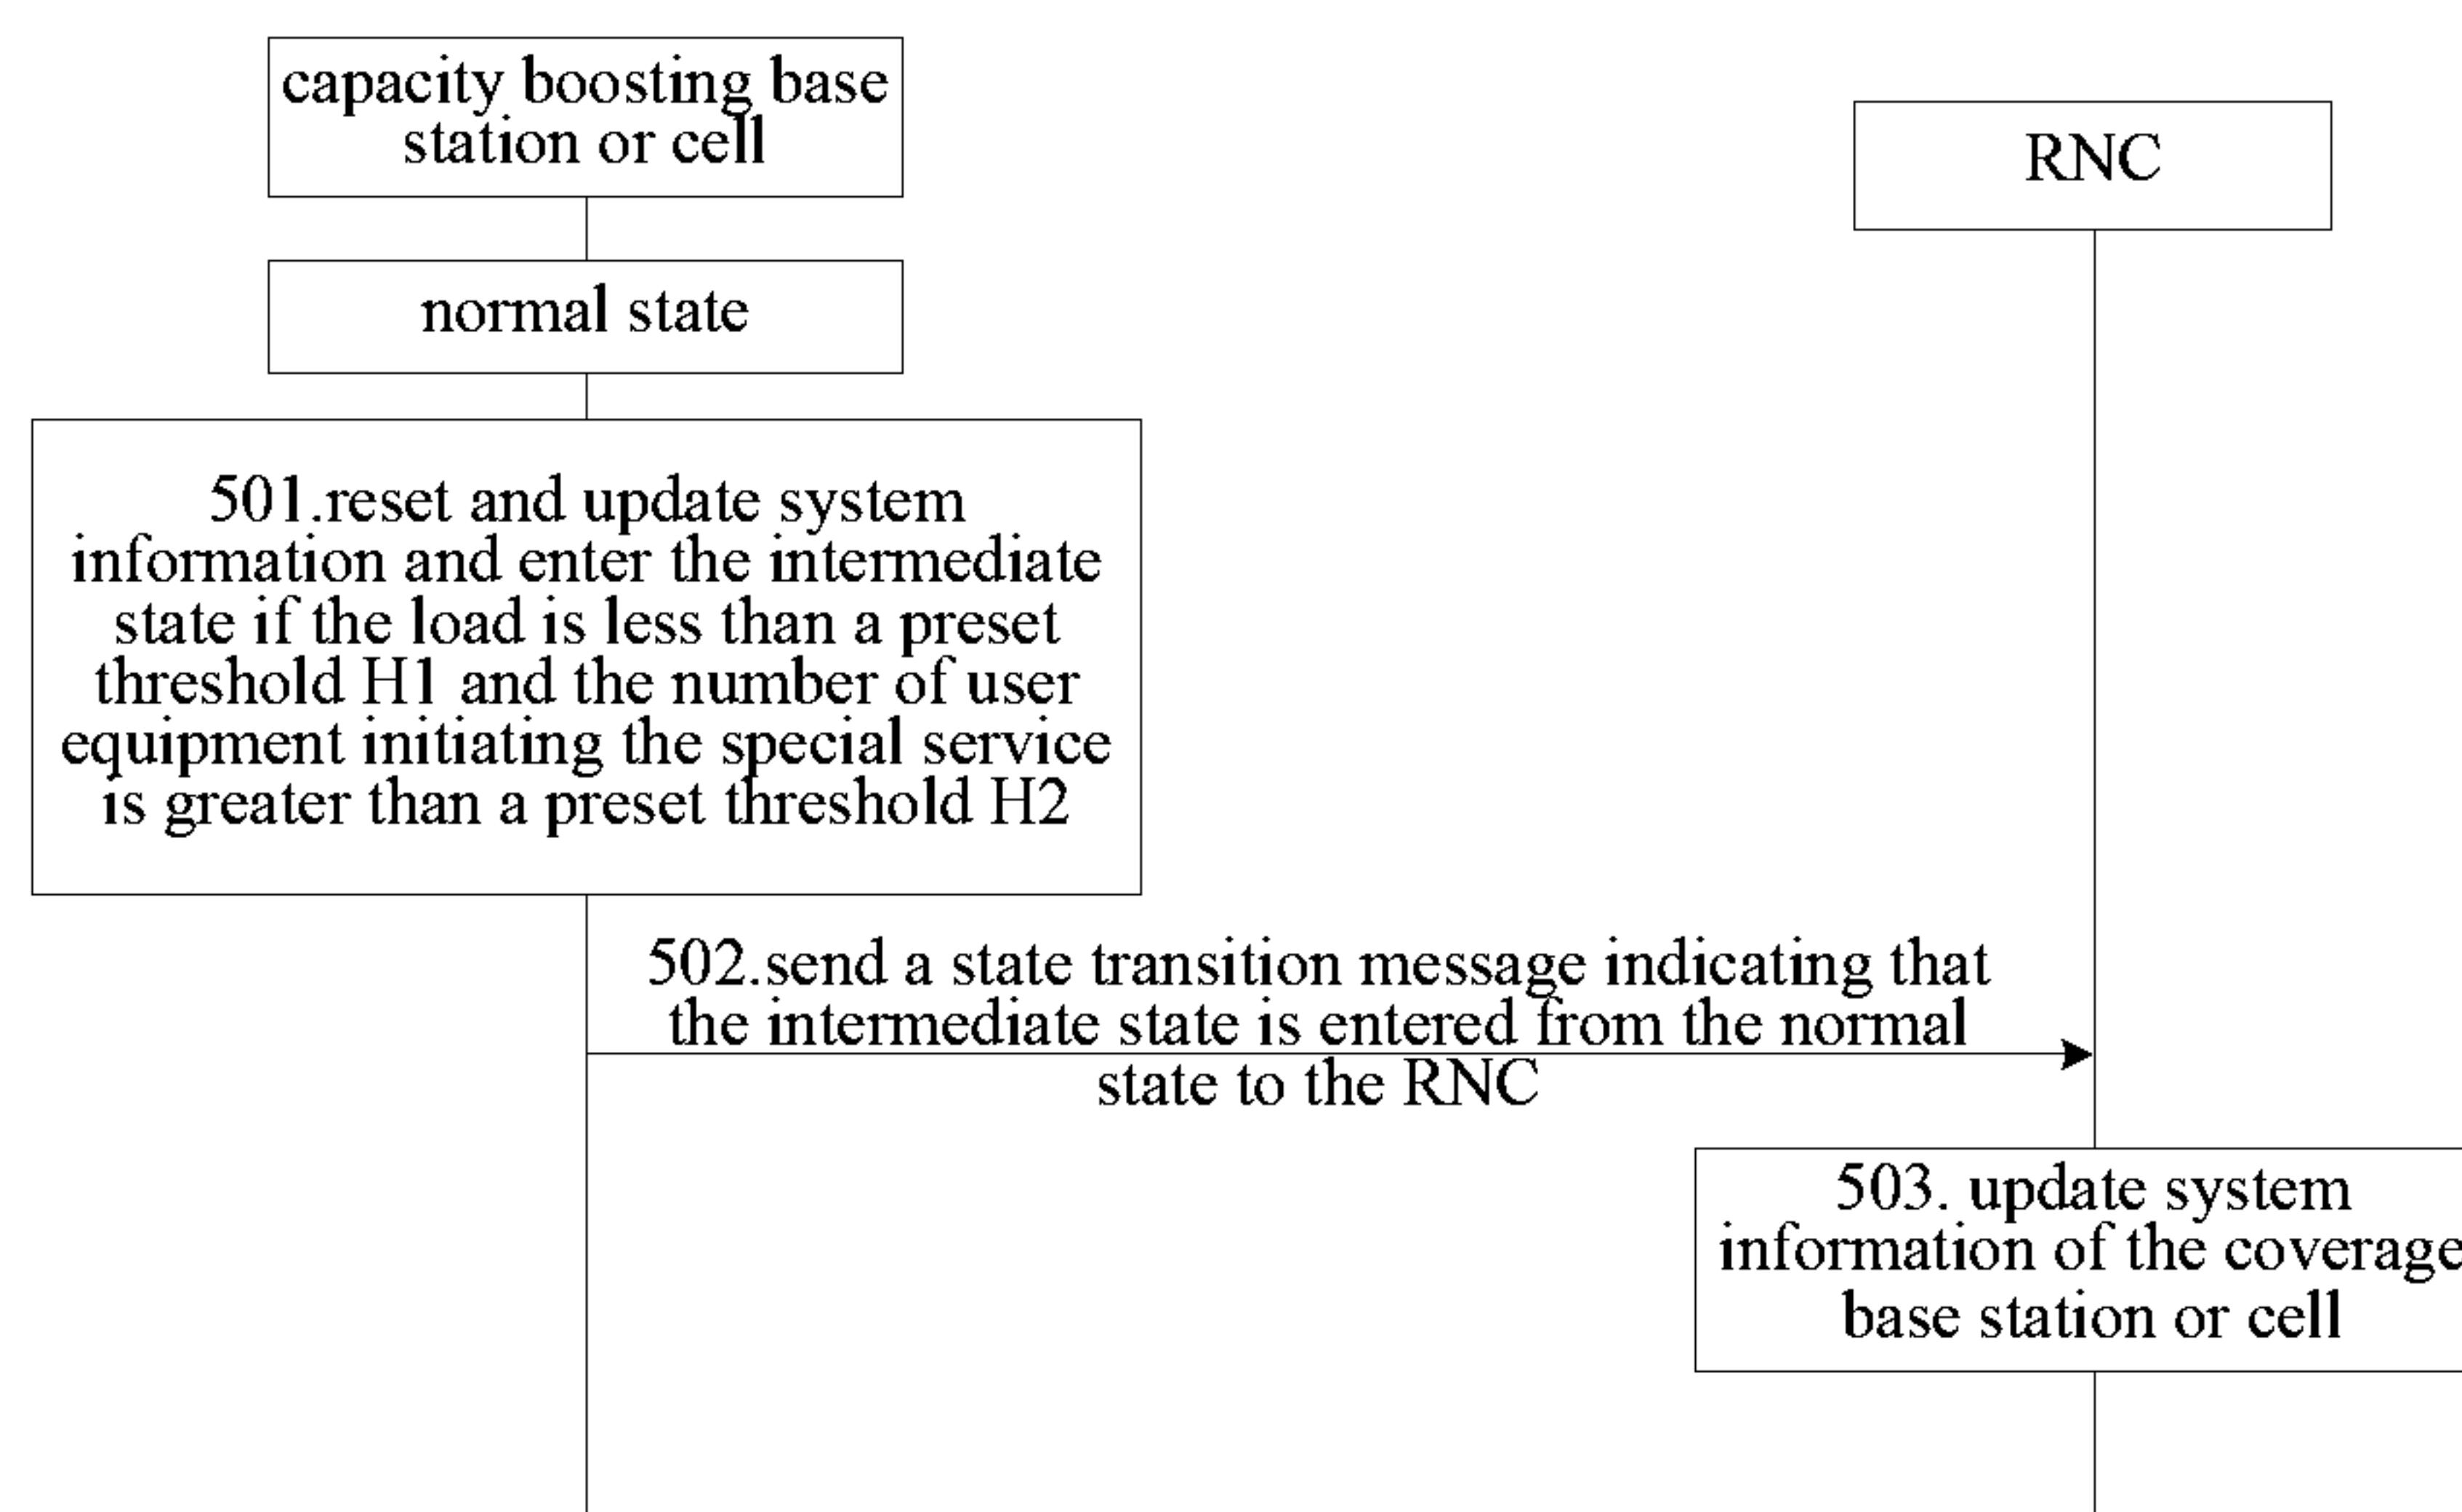 capacity boosting base
station or cell
RNC
normal state
501.reset and update system
information and enter the intermediate
state if the load is less than a preset
threshold H1 and the number of user
equipment initiating the special service
is greater than a preset threshold H2
502.send a state transition message indicating that
the intermediate state is entered from the normal
state to the RNC
503. update system
information of the coverage
base station or cell